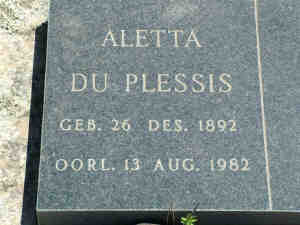 ALETTA
DU PLESSIS
GEB. 26 DES. 1892
OORL. 13 AUG. 1982